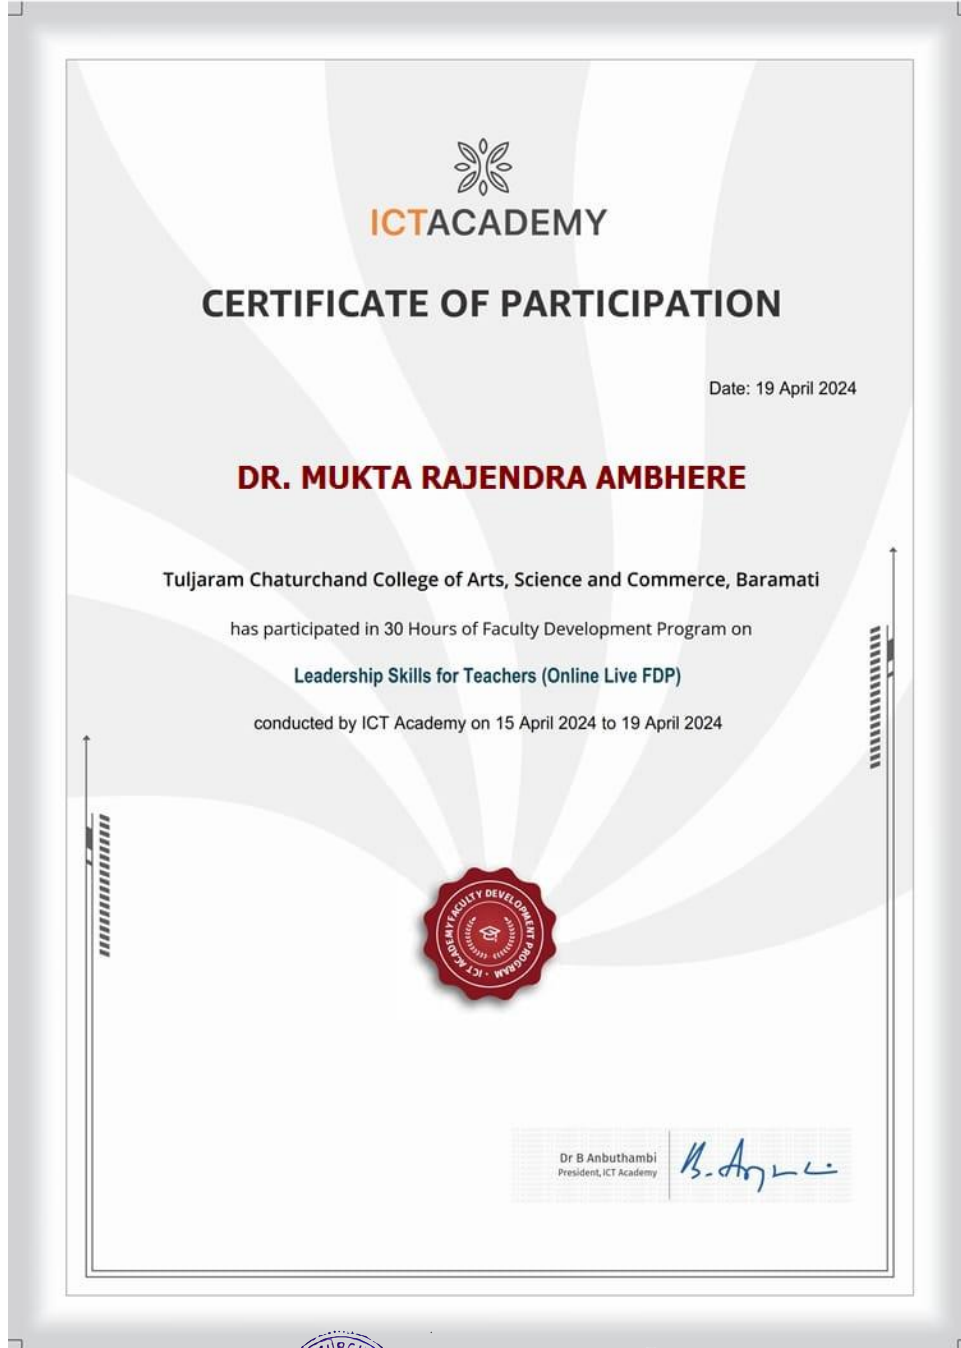 ICTACADEMY
CERTIFICATE OF PARTICIPATION
Date: 19 April 2024
DR. MUKTA RAJENDRA AMBHERE
Tuljaram Chaturchand College of Arts, Science and Commerce, Baramati
has participated in 30 Hours of Faculty Development Program on
Leadership Skills for Teachers (Online Live FDP)
conducted by ICT Academy on 15 April 2024 to 19 April 2024
ICT ACADEMY FACULTY DEVELOPMENT PROGRAM
Dr B Anbuthambi
President, ICT Academy